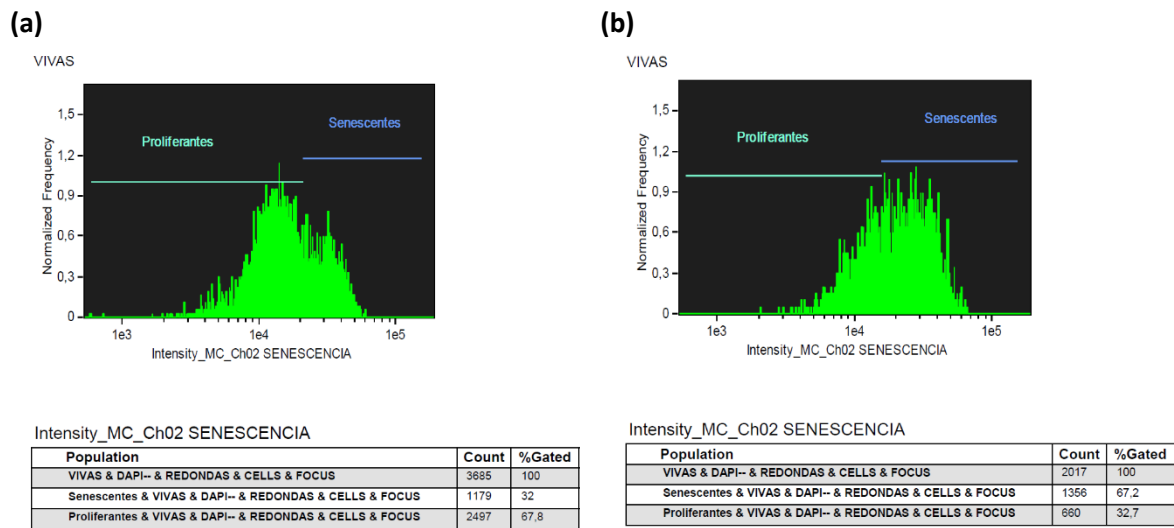 (a)
VIVAS
Normalized Frequency
1,5
1,2
0,9
0,6
0,3
0
Proliferantes
Senescentes
1e3 1e4 1e5
Intensity_MC_Ch02 SENESCENCIA
Intensity_MC_Ch02 SENESCENCIA
Population Count %Gated
VIVAS & DAPI-- & REDONDAS & CELLS & FOCUS 3685 100
Senescentes & VIVAS & DAPI-- & REDONDAS & CELLS & FOCUS 1179 32
Proliferantes & VIVAS & DAPI-- & REDONDAS & CELLS & FOCUS 2497 67,8
(b)
VIVAS
Normalized Frequency
1,5
1,2
0,9
0,6
0,3
0
Proliferantes
Senescentes
1e3 1e4 1e5
Intensity_MC_Ch02 SENESCENCIA
Intensity_MC_Ch02 SENESCENCIA
Population Count %Gated
VIVAS & DAPI-- & REDONDAS & CELLS & FOCUS 2017 100
Senescentes & VIVAS & DAPI-- & REDONDAS & CELLS & FOCUS 1356 67,2
Proliferantes & VIVAS & DAPI-- & REDONDAS & CELLS & FOCUS 660 32,7